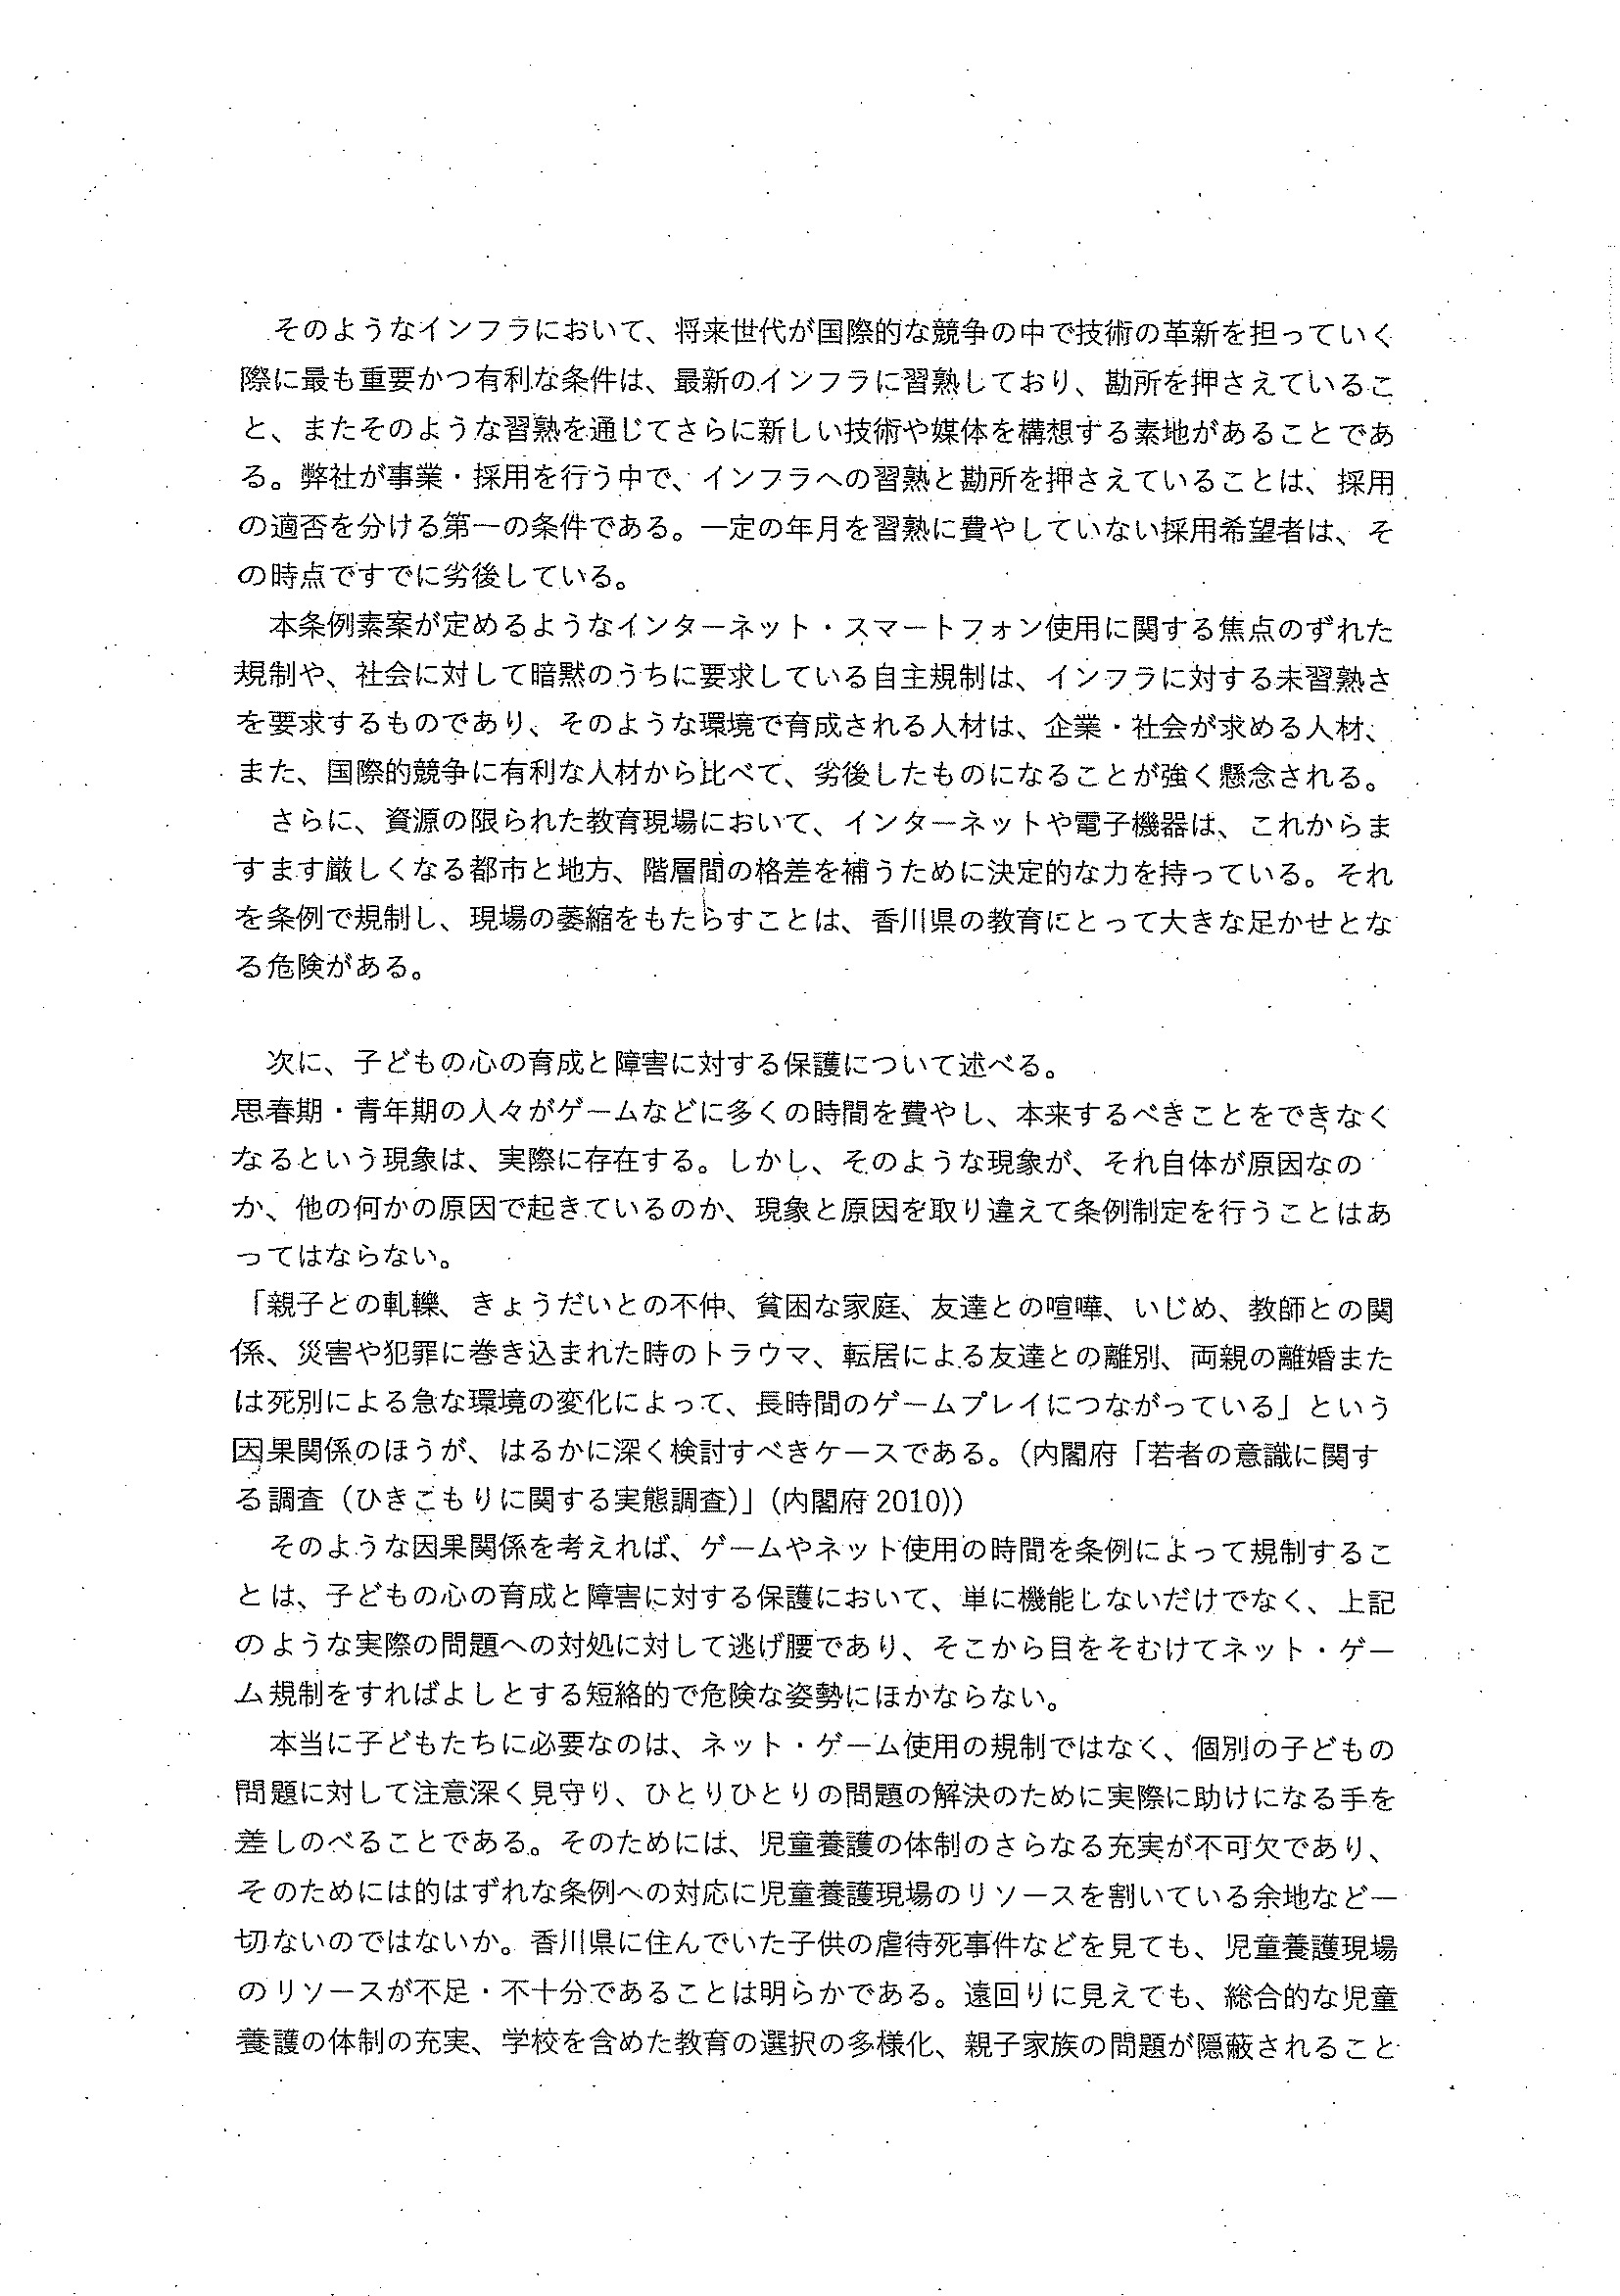 そのようなインフラにおいて、将来世代が国際的な競争の中で技術の革新を担っていく
際に最も重要かつ有利な条件は、最新のインフラに習熟しており、勘所を押さえているこ
と、またそのような習熟を通じてさらに新しい技術や媒体を構想する素地があることであ
る。弊社が事業・採用を行う中で、インフラへの習熟と勘所を押さえていることは、採用
の適否を分ける第一の条件である。一定の年月を習熟に費やしていない採用希望者は、そ
の時点ですでに劣後している。
本条例素案が定めるようなインターネット・スマートフォン使用に関する焦点のずれた
規制や、社会に対して暗黙のうちに要求している自主規制は、インフラに対する未習熟さ
を要求するものであり、そのような環境で育成される人材は、企業・社会が求める人材、
また、国際的競争に有利な人材から比べて、劣後したものになることが強く懸念される。
さらに、資源の限られた教育現場において、インターネットや電子機器は、これからま
すます厳しくなる都市と地方、階層間の格差を補うために決定的な力を持っている。それ
を条例で規制し、現場の萎縮をもたらすことは、香川県の教育にとって大きな足かせとな
る危険がある。
次に、子どもの心の育成と障害に対する保護について述べる。
思春期・青年期の人々がゲームなどに多くの時間を費やし、本来するべきことをできなく
なるという現象は、実際に存在する。しかし、そのような現象が、それ自体が原因なの
か、他の何かの原因で起きているのか、現象と原因を取り違えて条例制定を行うことはあ
ってはならない。
「親子との軋轢、きょうだいとの不仲、貧困な家庭、友達との喧嘩、いじめ、教師との関
係、災害や犯罪に巻き込まれた時のトラウマ、転居による友達との離別、両親の離婚また
は死別による急な環境の変化によって、長時間のゲームプレイにつながっている」という
因果関係のほうが、はるかに深く検討すべきケースである。（内閣府「若者の意識に関す
る調査（ひきこもりに関する実態調査）」（内閣府 2010））
そのような因果関係を考えれば、ゲームやネット使用の時間を条例によって規制するこ
とは、子どもの心の育成と障害に対する保護において、単に機能しないだけでなく、上記
のような実際の問題への対処に対して逃げ腰であり、そこから目をそむけてネット・ゲー
ム規制をすればよしとする短絡的で危険な姿勢にほかならない。
本当に子どもたちに必要なのは、ネット・ゲーム使用の規制ではなく、個別の子どもの
問題に対して注意深く見守り、ひとりひとりの問題の解決のために実際に助けになる手を
差しのべることである。そのためには、児童養護の体制のさらなる充実が不可欠であり、
そのためには的はずれな条例への対応に児童養護現場のリソースを割いている余地など一
切ないのではないか。香川県に住んでいた子供の虐待死事件などを見ても、児童養護現場
のリソースが不足・不十分であることは明らかである。遠回りに見えても、総合的な児童
養護の体制の充実、学校を含めた教育の選択の多様化、親子家族の問題が隠蔽されること